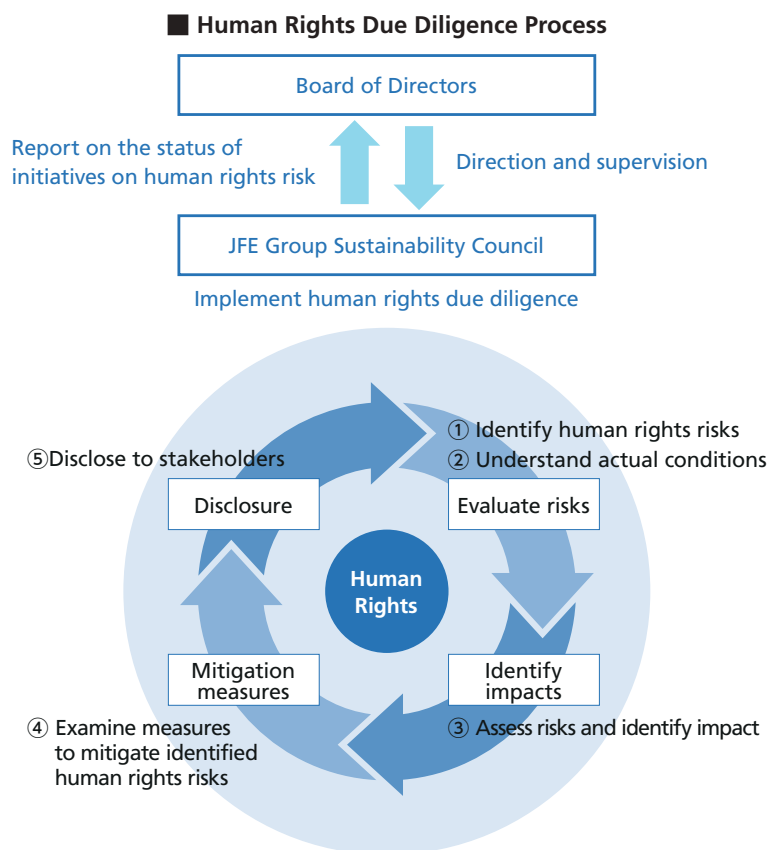 ■ Human Rights Due Diligence Process
Board of Directors
Report on the status of
initiatives on human rights risk
Direction and supervision
JFE Group Sustainability Council
Implement human rights due diligence
① Identify human rights risks
② Understand actual conditions
Evaluate risks
⑤Disclose to stakeholders
Disclosure
Human
Rights
Identify
impacts
③ Assess risks and identify impact
Mitigation
measures
④ Examine measures
to mitigate identified
human rights risks